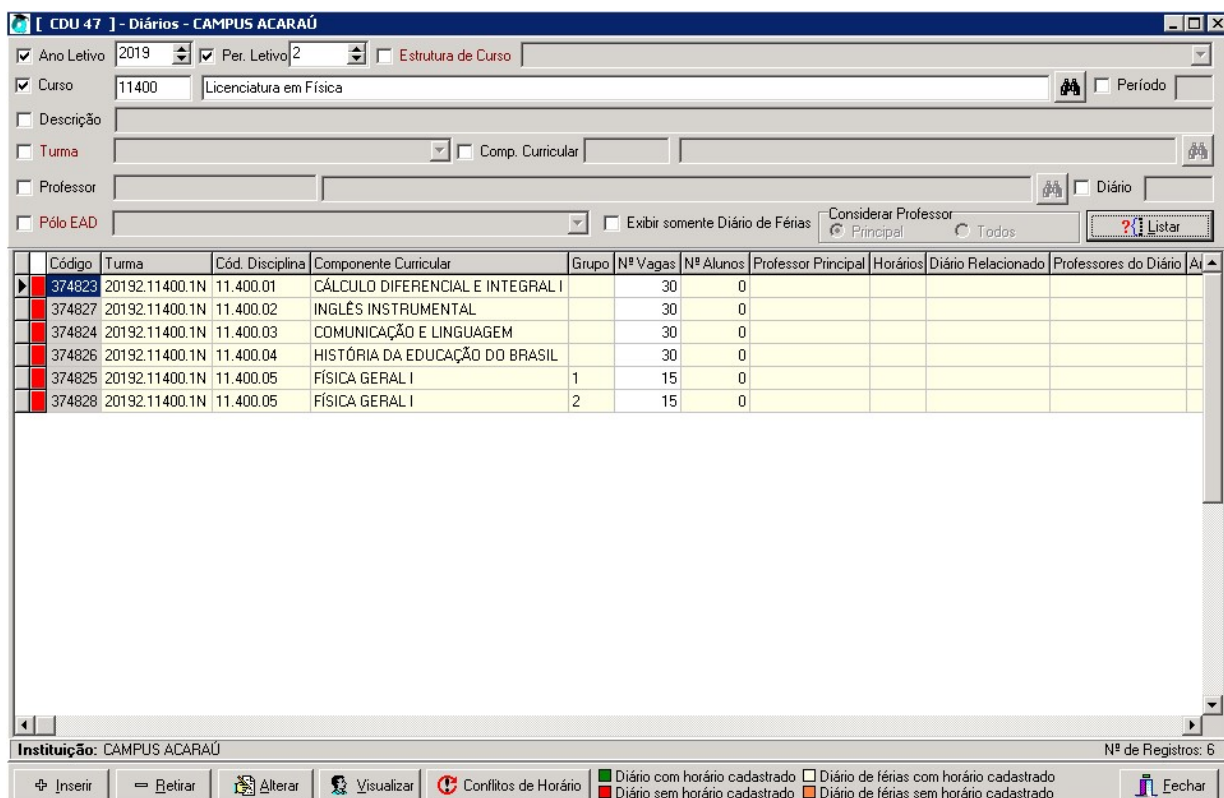 [ CDU 47 ] - Diários - CAMPUS ACARAÚ
Ano Letivo 2019 Per. Letivo 2 Estrutura de Curso
Curso 11400 Licenciatura em Física Período
Descrição
Turma Comp. Curricular
Professor Diário
Pólo EAD Exibir somente Diário de Férias Considerar Professor Principal Todos ?{ Listar
Código Turma Cód. Disciplina Componente Curricular Grupo Nº Vagas Nº Alunos Professor Principal Horários Diário Relacionado Professores do Diário
374823 20192.11400.1N 11.400.01 CÁLCULO DIFERENCIAL E INTEGRAL I 30 0
374827 20192.11400.1N 11.400.02 INGLÊS INSTRUMENTAL 30 0
374824 20192.11400.1N 11.400.03 COMUNICAÇÃO E LINGUAGEM 30 0
374826 20192.11400.1N 11.400.04 HISTÓRIA DA EDUCAÇÃO DO BRASIL 30 0
374825 20192.11400.1N 11.400.05 FÍSICA GERAL I 1 15 0
374828 20192.11400.1N 11.400.05 FÍSICA GERAL I 2 15 0
Instituição: CAMPUS ACARAÚ Nº de Registros: 6
Inserir Retirar Alterar Visualizar Conflitos de Horário Diário com horário cadastrado Diário de férias com horário cadastrado Fechar
Diário sem horário cadastrado Diário de férias sem horário cadastrado